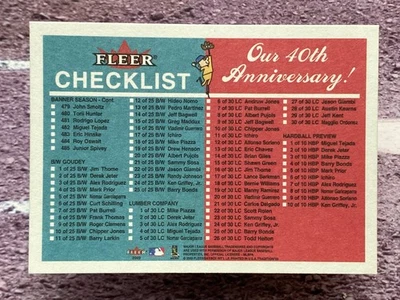 FLEER
CHECKLIST
Our 40th
Anniversary!
BANNER SEASON - Cont
479 John Smoltz
480 Torii Hunter
481 Rodrigo Lopez
482 Miguel Tejada
483 Eric Hinske
484 Roy Oswalt
485 Junior Spivey
B/W GOUDEY
1 of 25 B/W Jim Thome
2 of 25 B/W Derek Jeter
3 of 25 B/W Alex Rodriguez
4 of 25 B/W Mark Prior
5 of 25 B/W Nomar Garciaparra
6 of 25 B/W Curt Schilling
7 of 25 B/W Pat Burrell
8 of 25 B/W Frank Thomas
9 of 25 B/W Roger Clemens
10 of 25 B/W Chipper Jones
11 of 25 B/W Barry Larkin
12 of 25 B/W Hideo Nomo
13 of 25 B/W Pedro Martinez
14 of 25 B/W Jeff Bagwell
15 of 25 B/W Greg Maddux
16 of 25 B/W Vladimir Guerrero
17 of 25 B/W Ichiro
18 of 25 B/W Mike Piazza
19 of 25 B/W Drew Henson
20 of 25 B/W Albert Pujols
21 of 25 B/W Sammy Sosa
22 of 25 B/W Jason Giambi
23 of 25 B/W Randy Johnson
24 of 25 B/W Ken Griffey, Jr.
25 of 25 B/W Barry Bonds
LUMBER COMPANY
1 of 30 LC Mike Piazza
2 of 30 LC Derek Jeter
3 of 30 LC Alex Rodriguez
4 of 30 LC Miguel Tejada
5 of 30 LC Nomar Garciaparra
6 of 30 LC Andruw Jones
7 of 30 LC Pat Burrell
8 of 30 LC Albert Pujols
9 of 30 LC Jeff Bagwell
10 of 30 LC Chipper Jones
11 of 30 LC Ichiro
12 of 30 LC Alfonso Soriano
13 of 30 LC Eric Chavez
14 of 30 LC Brian Giles
15 of 30 LC Shawn Green
16 of 30 LC Jim Thome
17 of 30 LC Lance Berkman
18 of 30 LC Bernie Williams
19 of 30 LC Manny Ramirez
20 of 30 LC Vladimir Guerrero
21 of 30 LC Carlos Delgado
22 of 30 LC Scott Rolen
23 of 30 LC Sammy Sosa
24 of 30 LC Ken Griffey, Jr.
25 of 30 LC Barry Bonds
26 of 30 LC Todd Helton
27 of 30 LC Jason Giambi
28 of 30 LC Austin Kearns
29 of 30 LC Jeff Kent
30 of 30 LC Magglio Ordonez
HARDBALL PREVIEW
1 of 10 HBP Miguel Tejada
2 of 10 HBP Derek Jeter
3 of 10 HBP Mike Piazza
4 of 10 HBP Barry Bonds
5 of 10 HBP Mark Prior
6 of 10 HBP Ichiro
7 of 10 HBP Alex Rodriguez
8 of 10 HBP Nomar Garciaparra
9 of 10 HBP Alfonso Soriano
10 of 10 HBP Ken Griffey, Jr.
FLEER